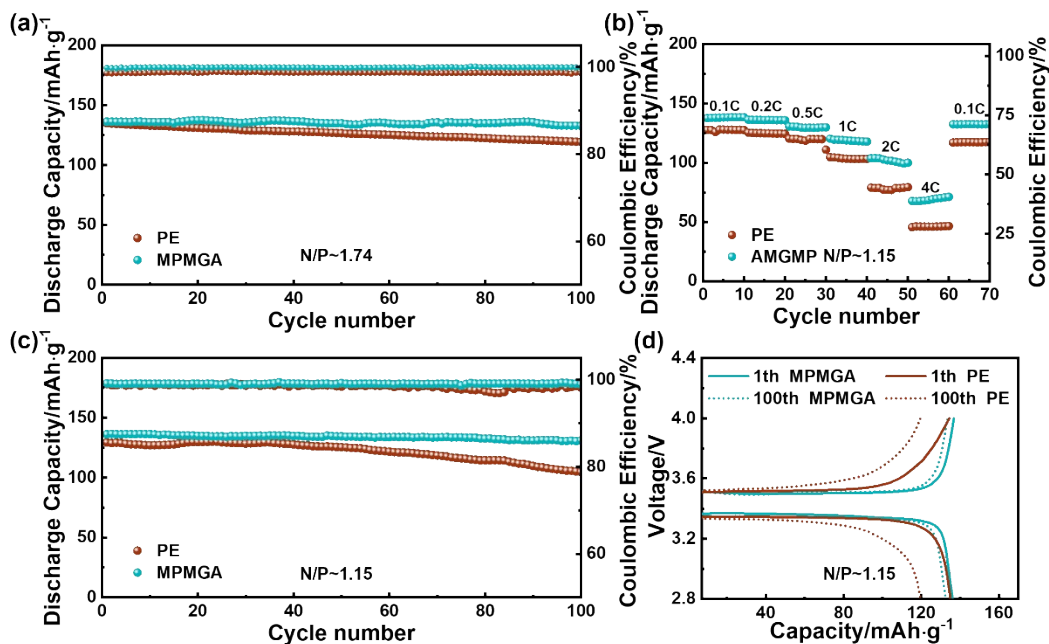 (a)
200
150
100
50
0
Discharge Capacity/mAh·g-1
100
90
80
70
60
Coulombic Efficiency/%
PE
MPMGA
N/P~1.74
0 20 40 60 80 100
Cycle number
(b)
200
150
100
50
0
Discharge Capacity/mAh·g-1
100
75
50
25
0
Coulombic Efficiency/%
0.1C 0.2C 0.5C 1C 2C 4C 0.1C
PE
AMGMP N/P~1.15
0 10 20 30 40 50 60 70
Cycle number
(c)
200
150
100
50
0
Discharge Capacity/mAh·g-1
100
80
60
Coulombic Efficiency/%
PE
MPMGA
N/P~1.15
0 20 40 60 80 100
Cycle number
(d)
4.4
4.0
3.6
3.2
2.8
Voltage/V
1th MPMGA 1th PE
100th MPMGA 100th PE
N/P~1.15
40 80 120 160
Capacity/mAh·g-1